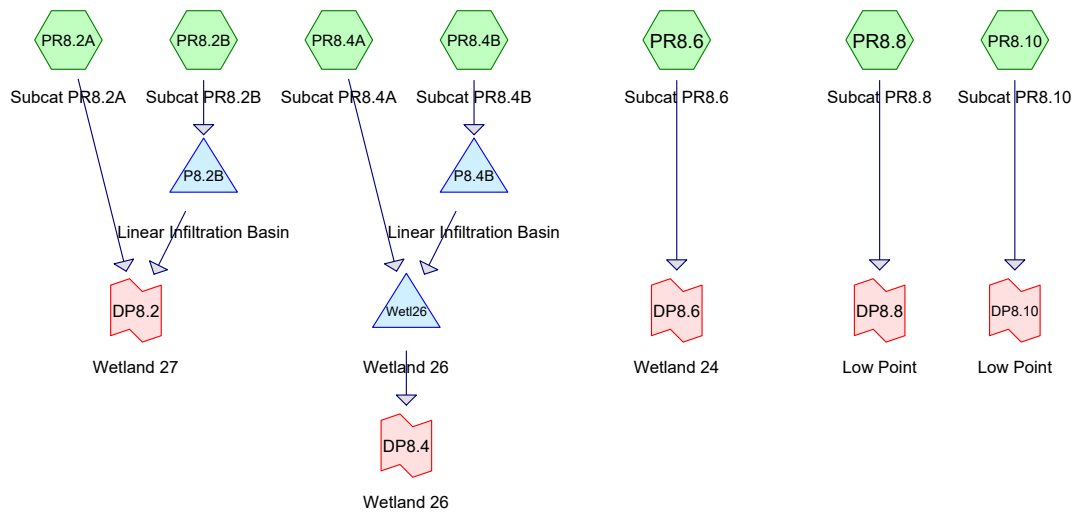 PR8.2A
PR8.2B
PR8.4A
PR8.4B
PR8.6
PR8.8
PR8.10
Subcat PR8.2A
Subcat PR8.2B
Subcat PR8.4A
Subcat PR8.4B
Subcat PR8.6
Subcat PR8.8
Subcat PR8.10
P8.2B
P8.4B
Linear Infiltration Basin
Linear Infiltration Basin
DP8.2
Wetl26
DP8.6
DP8.8
DP8.10
Wetland 27
Wetland 26
Wetland 24
Low Point
Low Point
DP8.4
Wetland 26